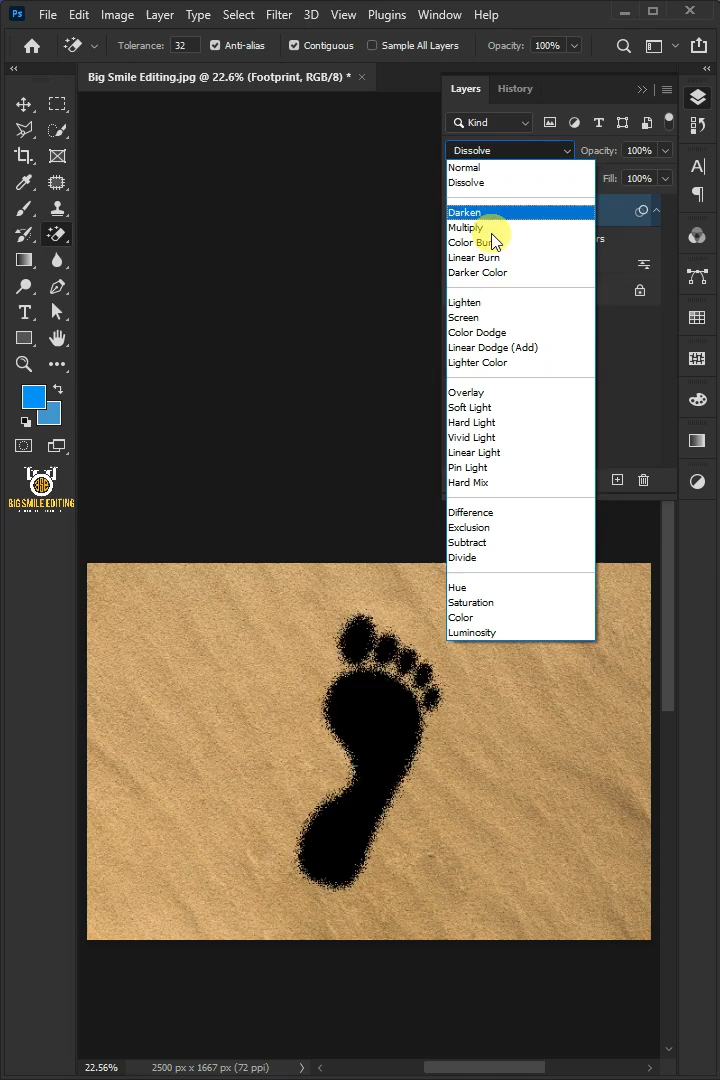 Ps File Edit Image Layer Type Select Filter 3D View Plugins Window Help
Tolerance: 32 Anti-alias Contiguous Sample All Layers Opacity: 100%
Big Smile Editing.jpg @ 22.6% (Footprint, RGB/8) *
Layers History
Kind
Dissolve Opacity: 100%
Normal
Fill: 100%
Dissolve
Darken
Multiply
rs
Color Burn
Linear Burn
Darker Color
Lighten
Screen
Color Dodge
Linear Dodge (Add)
Lighter Color
Overlay
Soft Light
Hard Light
Vivid Light
Linear Light
Pin Light
Hard Mix
BIG SMILE EDITING
Difference
Exclusion
Subtract
Divide
Hue
Saturation
Color
Luminosity
22.56% 2500 px x 1667 px (72 ppi)